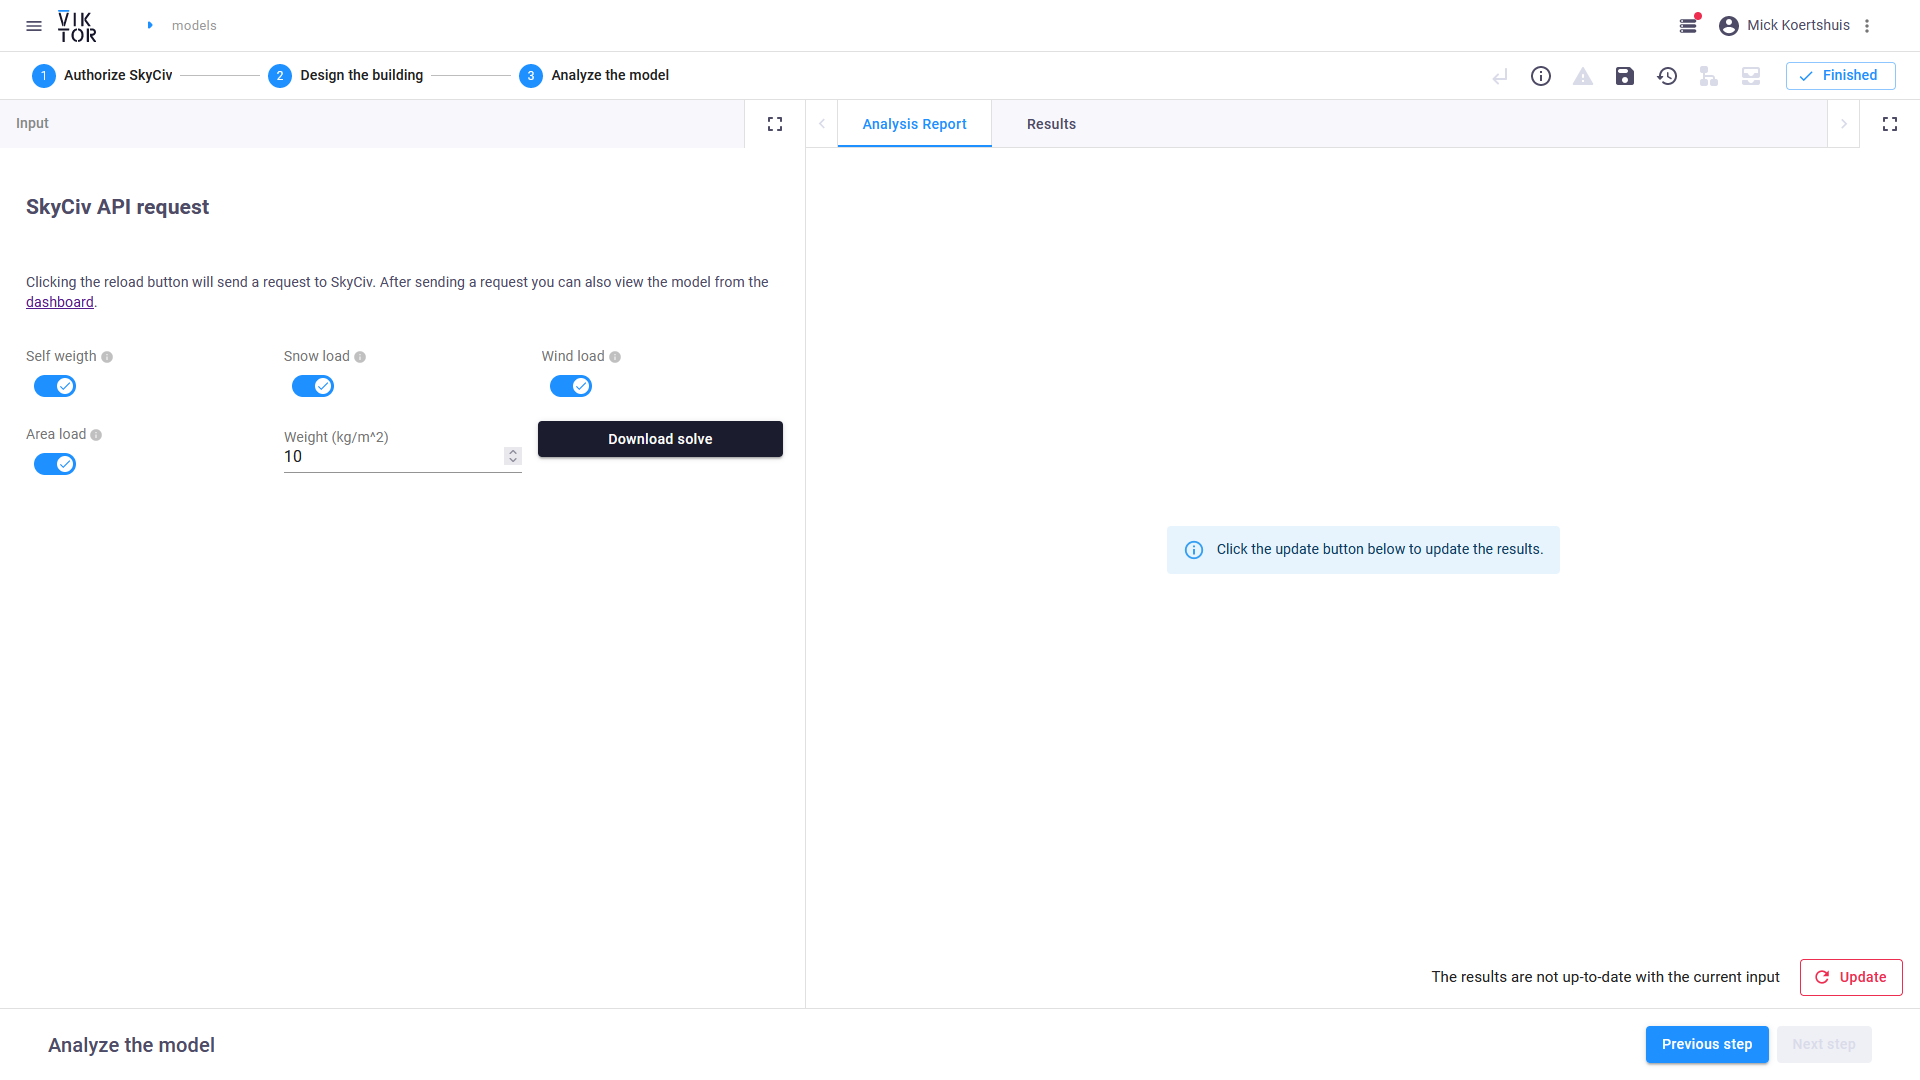 VIK
TOR
models
Mick Koertshuis
1 Authorize SkyCiv
2 Design the building
3 Analyze the model
Finished
Input
Analysis Report
Results
SkyCiv API request
Clicking the reload button will send a request to SkyCiv. After sending a request you can also view the model from the
dashboard.
Self weigth
Snow load
Wind load
Area load
Weight (kg/m^2)
10
Download solve
Click the update button below to update the results.
The results are not up-to-date with the current input
Update
Analyze the model
Previous step
Next step